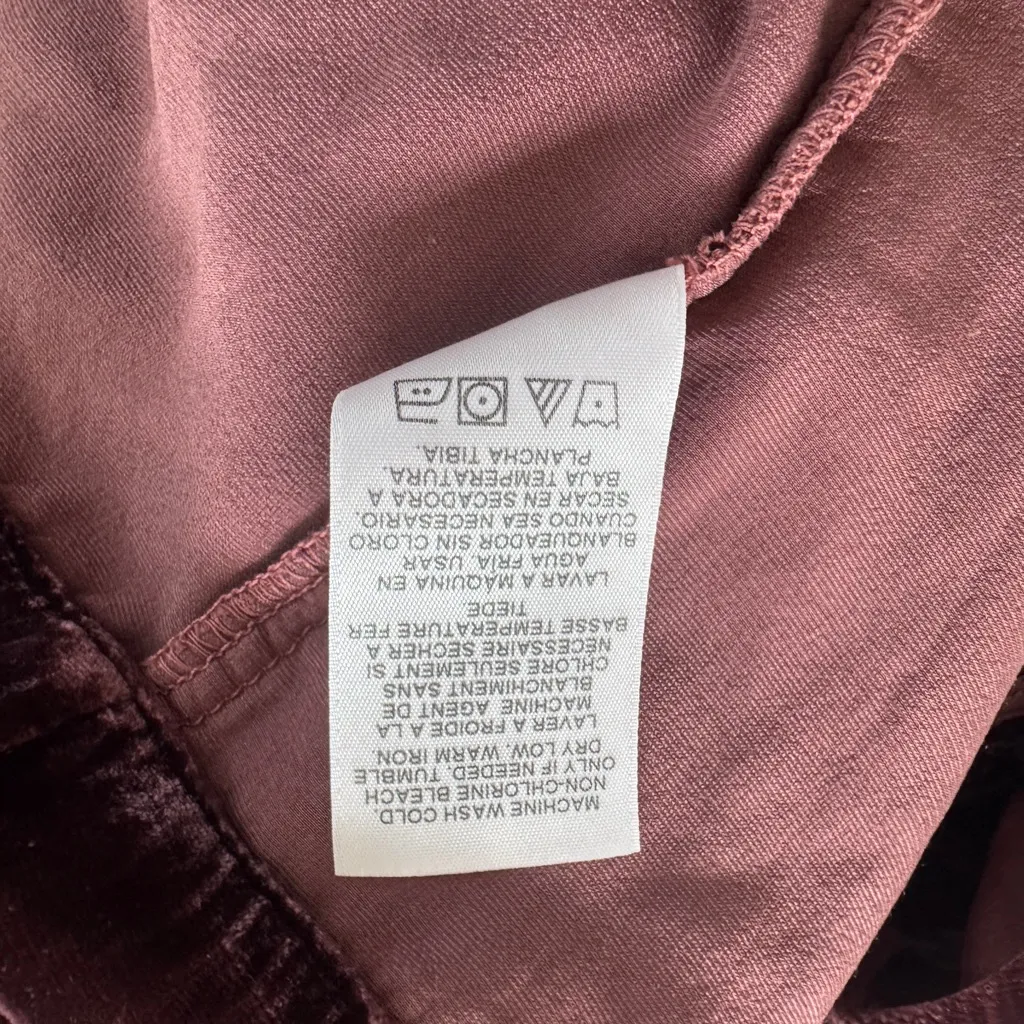 MACHINE WASH COLD.
NON-CHLORINE BLEACH
ONLY IF NEEDED. TUMBLE
DRY LOW. WARM IRON
LAVER A FROIDE A LA
MACHINE. AGENT DE
BLANCHIMENT SANS
CHLORE SEULEMENT SI
NECESSAIRE SECHER A
BASSE TEMPERATURE FER
TIEDE
LAVAR A MÁQUINA EN
AGUA FRÍA. USAR
BLANQUEADOR SIN CLORO
CUANDO SEA NECESARIO.
SECAR EN SECADORA A
BAJA TEMPERATURA.
PLANCHA TIBIA.